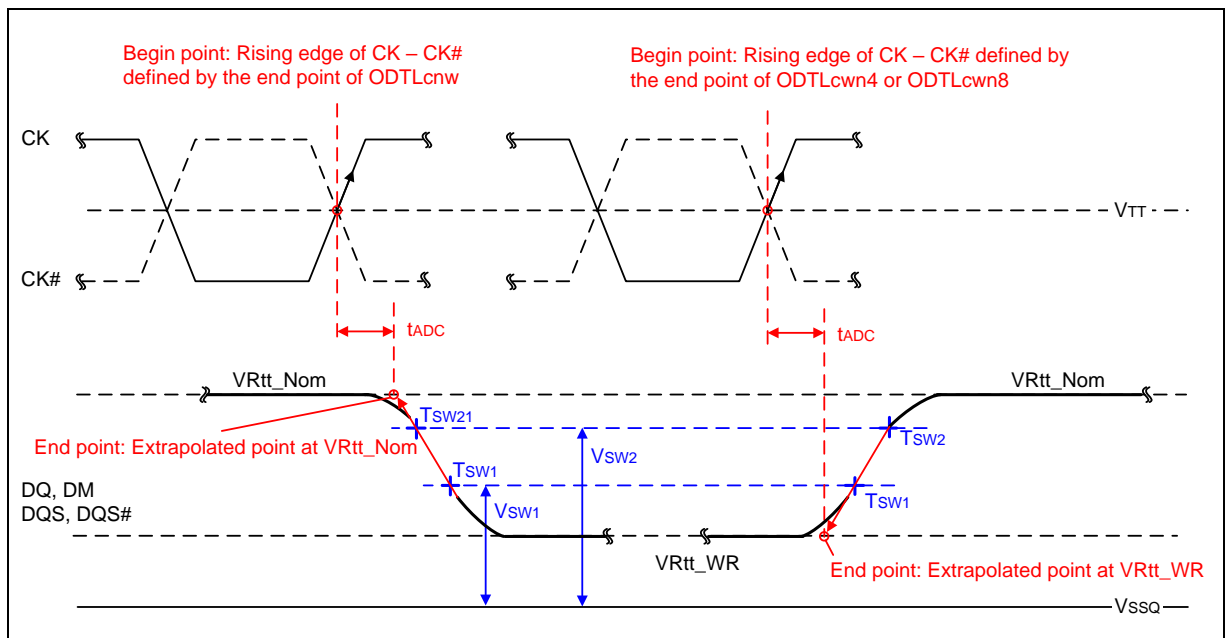 Begin point: Rising edge of CK – CK#
defined by the end point of ODTLcnw
Begin point: Rising edge of CK – CK# defined by
the end point of ODTLcwn4 or ODTLcwn8
CK
VTT
CK#
tADC
tADC
VRtt_Nom
VRtt_Nom
TSW21
TSW2
End point: Extrapolated point at VRtt_Nom
VSW2
TSW1
TSW1
DQ, DM
DQS, DQS#
VSW1
VRtt_WR
End point: Extrapolated point at VRtt_WR
VSSQ